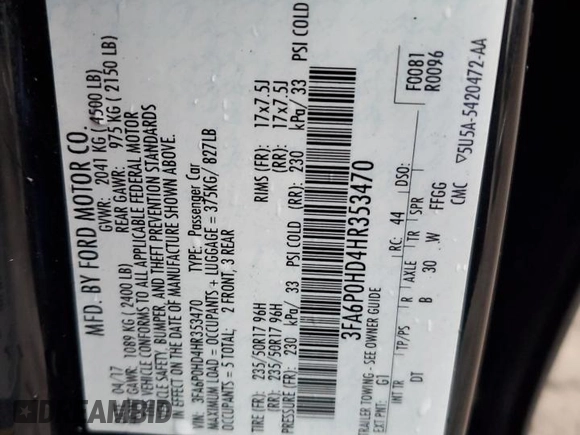 MFD. BY FORD MOTOR CO.
GVWR: 2041 KG ( 4500 LB)
04/17
GAWR: 1089 KG ( 2400 LB)
REAR GAWR: 975 KG ( 2150 LB)
VEHICLE CONFORMS TO ALL APPLICABLE FEDERAL MOTOR
SAFETY, BUMPER, AND THEFT PREVENTION STANDARDS
IN EFFECT ON THE DATE OF MANUFACTURE SHOWN ABOVE.
VIN: 3FA6P0HD4HR353470
TYPE: Passenger Car
MAXIMUM LOAD = OCCUPANTS + LUGGAGE = 375KG/ 827LB
OCCUPANTS = 5 TOTAL: 2 FRONT, 3 REAR
TIRE (FR): 235/50R17 96H RIMS (FR): 17x7.5J
(RR): 235/50R17 96H (RR): 17x7.5J
PRESSURE (FR): 230 kPa/ 33 PSI COLD (RR): 230 kPa/ 33 PSI COLD
3FA6P0HD4HR353470
TRAILER TOWING - SEE OWNER GUIDE
F0081
R0096
EXT PNT: G1 RC: 44 DSO:
INT TR TP/PS R AXLE TR SPR
DT B 30 W FFGG
CMC ▽5U5A-5420472-AA
DREAMBID